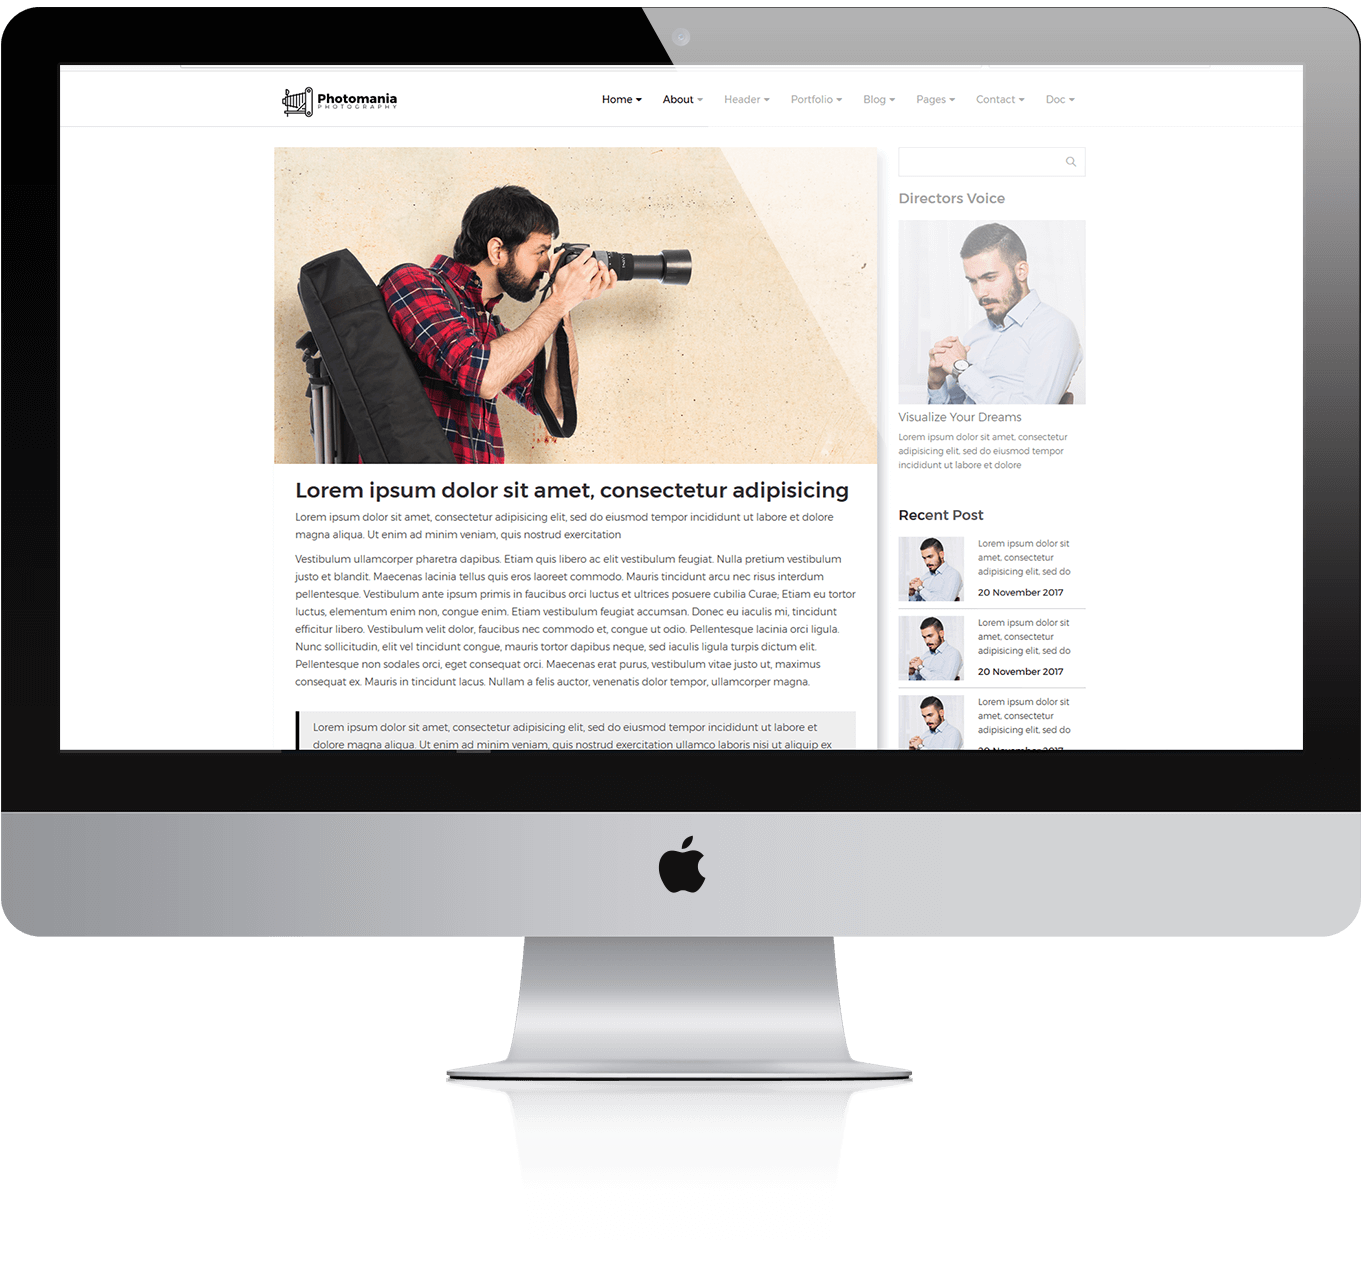 Photomania
PHOTOGRAPHY
Home
About
Header
Portfolio
Blog
Pages
Contact
Doc
Lorem ipsum dolor sit amet, consectetur adipisicing
Lorem ipsum dolor sit amet, consectetur adipisicing elit, sed do eiusmod tempor incididunt ut labore et dolore
magna aliqua. Ut enim ad minim veniam, quis nostrud exercitation
Vestibulum ullamcorper pharetra dapibus. Etiam quis libero ac elit vestibulum feugiat. Nulla pretium vestibulum
justo et blandit. Maecenas lacinia tellus quis eros laoreet commodo. Mauris tincidunt arcu nec risus interdum
pellentesque. Vestibulum ante ipsum primis in faucibus orci luctus et ultrices posuere cubilia Curae; Etiam eu tortor
luctus, elementum enim non, congue enim. Etiam vestibulum feugiat accumsan. Donec eu iaculis mi, tincidunt
efficitur libero. Vestibulum velit dolor, faucibus nec commodo et, congue ut odio. Pellentesque lacinia orci ligula.
Nunc sollicitudin, elit vel tincidunt congue, mauris tortor dapibus neque, sed iaculis ligula turpis dictum elit.
Pellentesque non sodales orci, eget consequat orci. Maecenas erat purus, vestibulum vitae justo ut, maximus
consequat ex. Mauris in tincidunt lacus. Nullam a felis auctor, venenatis dolor tempor, ullamcorper magna.
Lorem ipsum dolor sit amet, consectetur adipisicing elit, sed do eiusmod tempor incididunt ut labore et
dolore magna aliqua. Ut enim ad minim veniam, quis nostrud exercitation ullamco laboris nisi ut aliquip ex
Directors Voice
Visualize Your Dreams
Lorem ipsum dolor sit amet, consectetur
adipisicing elit, sed do eiusmod tempor
incididunt ut labore et dolore
Recent Post
Lorem ipsum dolor sit
amet, consectetur
adipisicing elit, sed do
20 November 2017
Lorem ipsum dolor sit
amet, consectetur
adipisicing elit, sed do
20 November 2017
Lorem ipsum dolor sit
amet, consectetur
adipisicing elit, sed do
20 November 2017